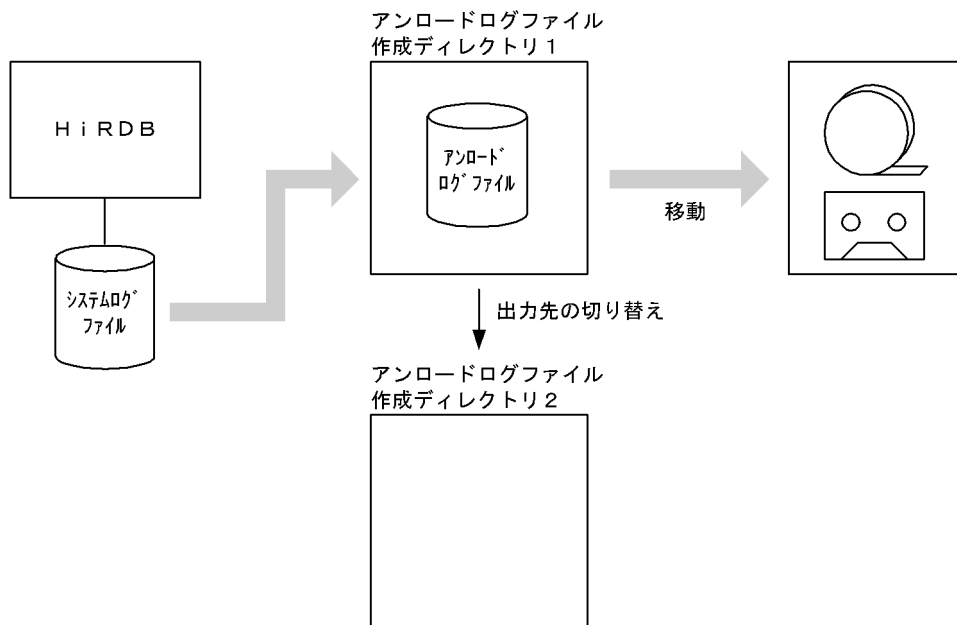 アンロードログファイル
作成ディレクトリ１
ＨｉＲＤＢ
ｱﾝﾛｰﾄﾞ
ﾛｸﾞﾌｧｲﾙ
移動
ｼｽﾃﾑﾛｸﾞ
ﾌｧｲﾙ
出力先の切り替え
アンロードログファイル
作成ディレクトリ２